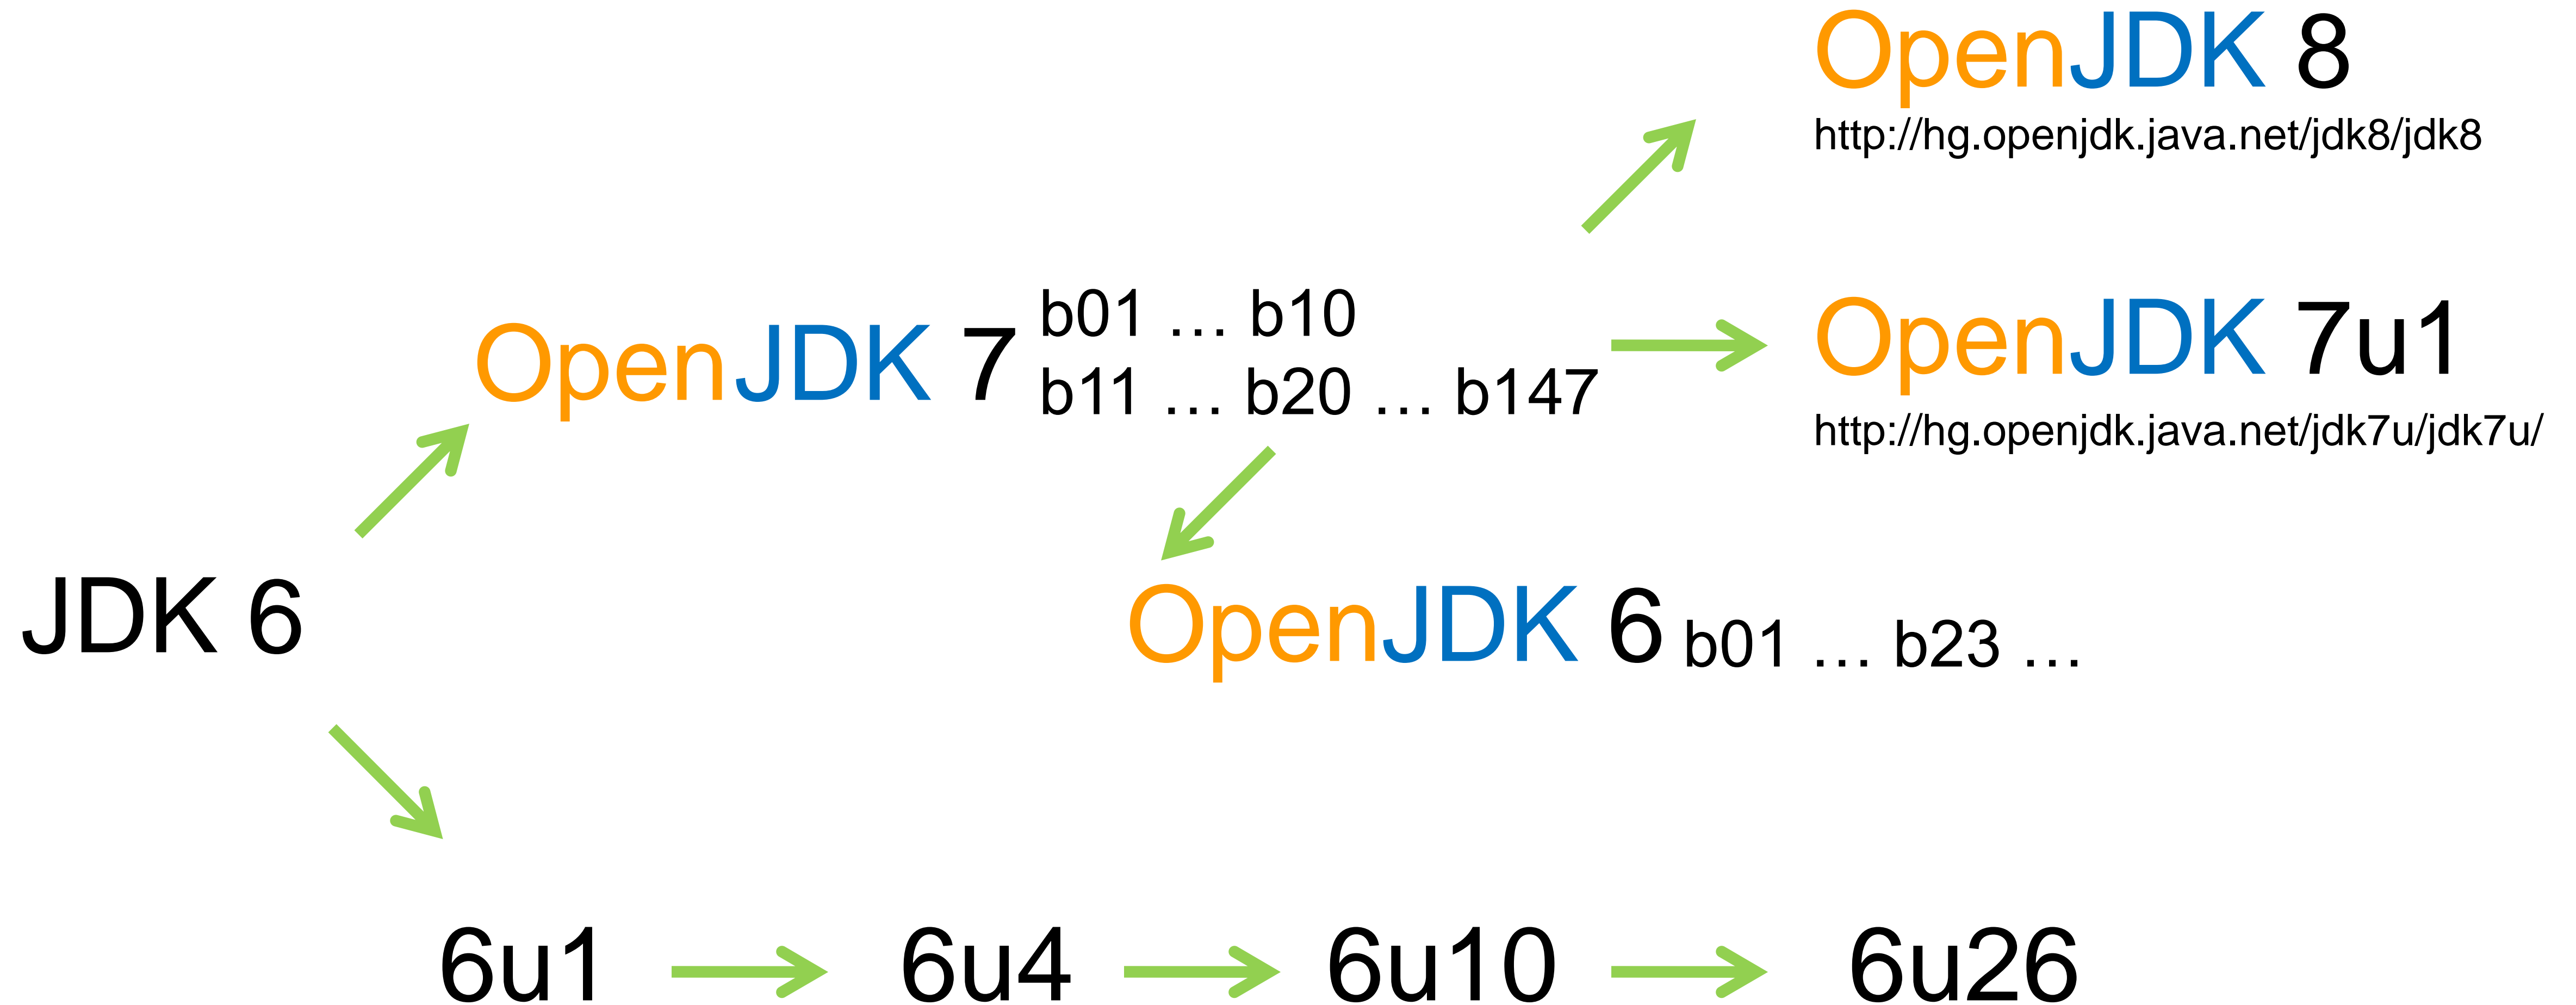 OpenJDK 8
http://hg.openjdk.java.net/jdk8/jdk8
OpenJDK 7
b01 … b10
b11 … b20 … b147
OpenJDK 7u1
http://hg.openjdk.java.net/jdk7u/jdk7u/
JDK 6
OpenJDK 6 b01 … b23 …
6u1
6u4
6u10
6u26